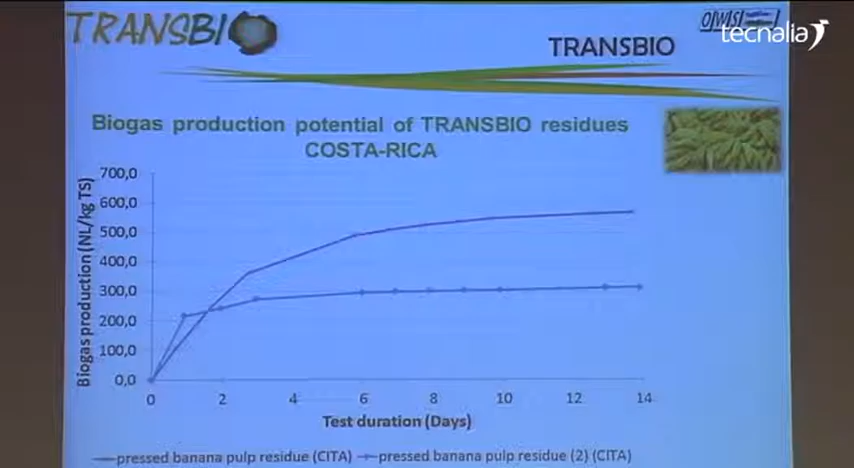 TRANSBIO
TRANSBIO
OWS
tecnalia
Biogas production potential of TRANSBIO residues
COSTA-RICA
Biogas production (NL/kg TS)
700,0
600,0
500,0
400,0
300,0
200,0
100,0
0,0
0 2 4 6 8 10 12 14
Test duration (Days)
pressed banana pulp residue (CITA) pressed banana pulp residue (2) (CITA)